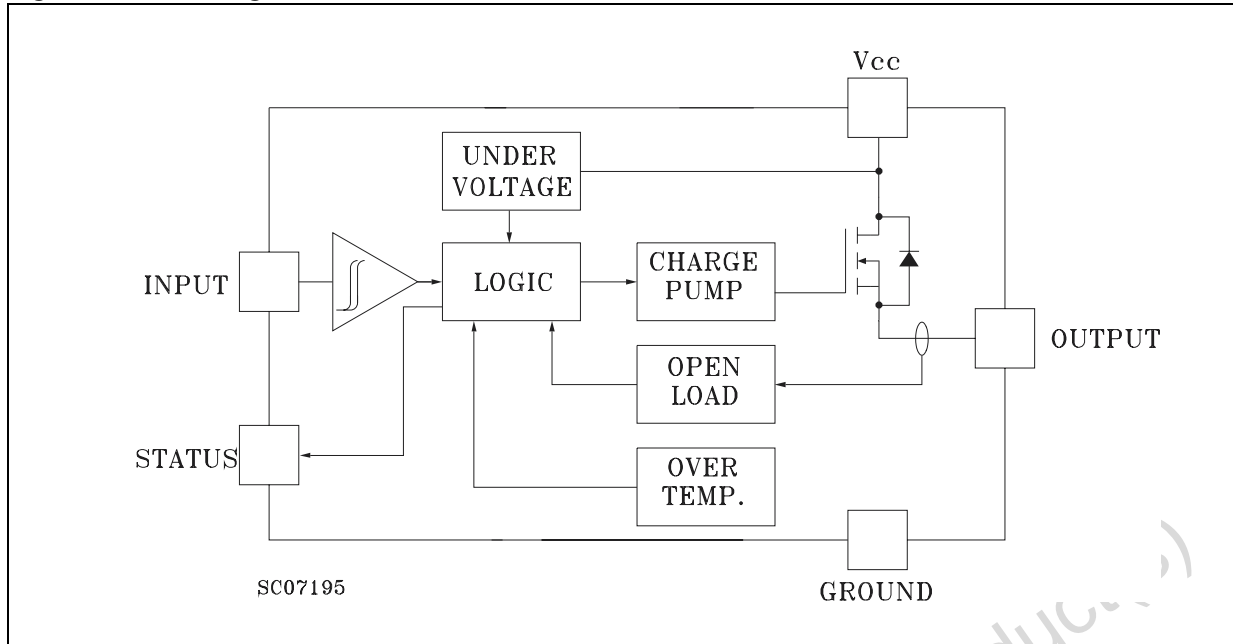 Vcc
UNDER
VOLTAGE
INPUT
LOGIC
CHARGE
PUMP
OUTPUT
OPEN
LOAD
STATUS
OVER
TEMP.
GROUND
SC07195